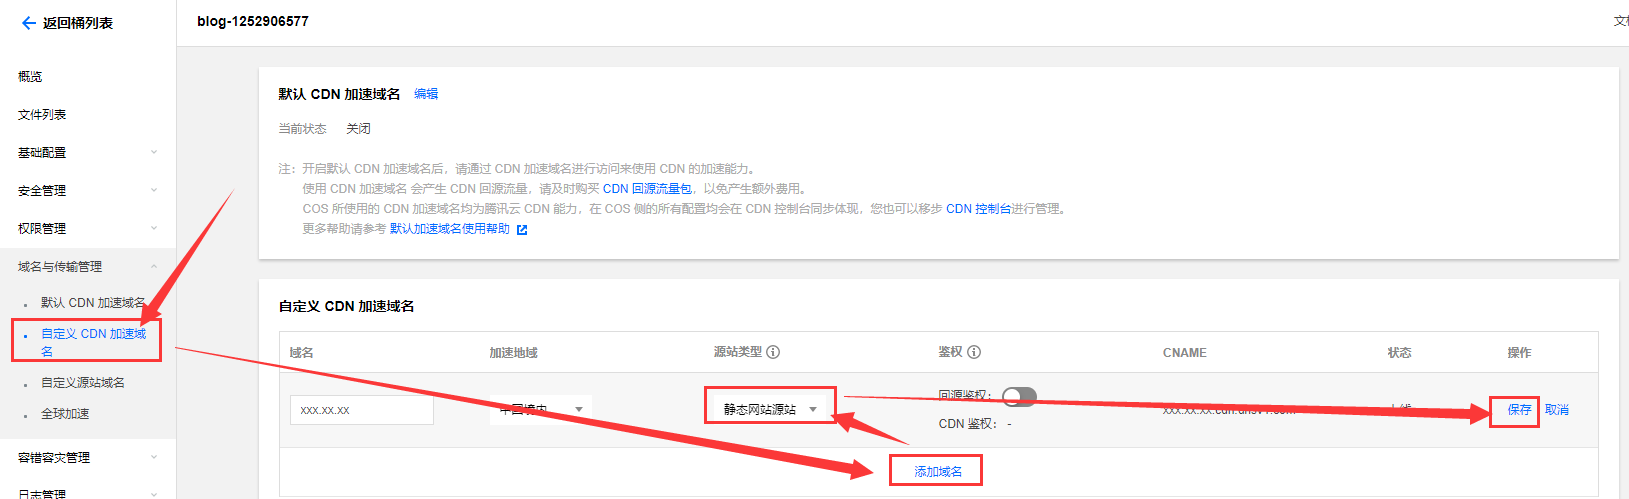 返回桶列表
blog-1252906577
文档
概览
文件列表
基础配置
安全管理
权限管理
域名与传输管理
默认 CDN 加速域名
自定义 CDN 加速域
名
自定义源站域名
全球加速
容错容灾管理
日志管理
默认 CDN 加速域名 编辑
当前状态 关闭
注： 开启默认 CDN 加速域名后，请通过 CDN 加速域名进行访问来使用 CDN 的加速能力。
使用 CDN 加速域名 会产生 CDN 回源流量，请及时购买 CDN 回源流量包，以免产生额外费用。
COS 所使用的 CDN 加速域名均为腾讯云 CDN 能力，在 COS 侧的所有配置均会在 CDN 控制台同步体现，您也可以移步 CDN 控制台进行管理。
更多帮助请参考 默认加速域名使用帮助
自定义 CDN 加速域名
域名 加速地域 源站类型 鉴权 CNAME 状态 操作
xxx.xx.xx 中国境内 静态网站源站 回源鉴权： 保存 取消
CDN 鉴权： -
添加域名